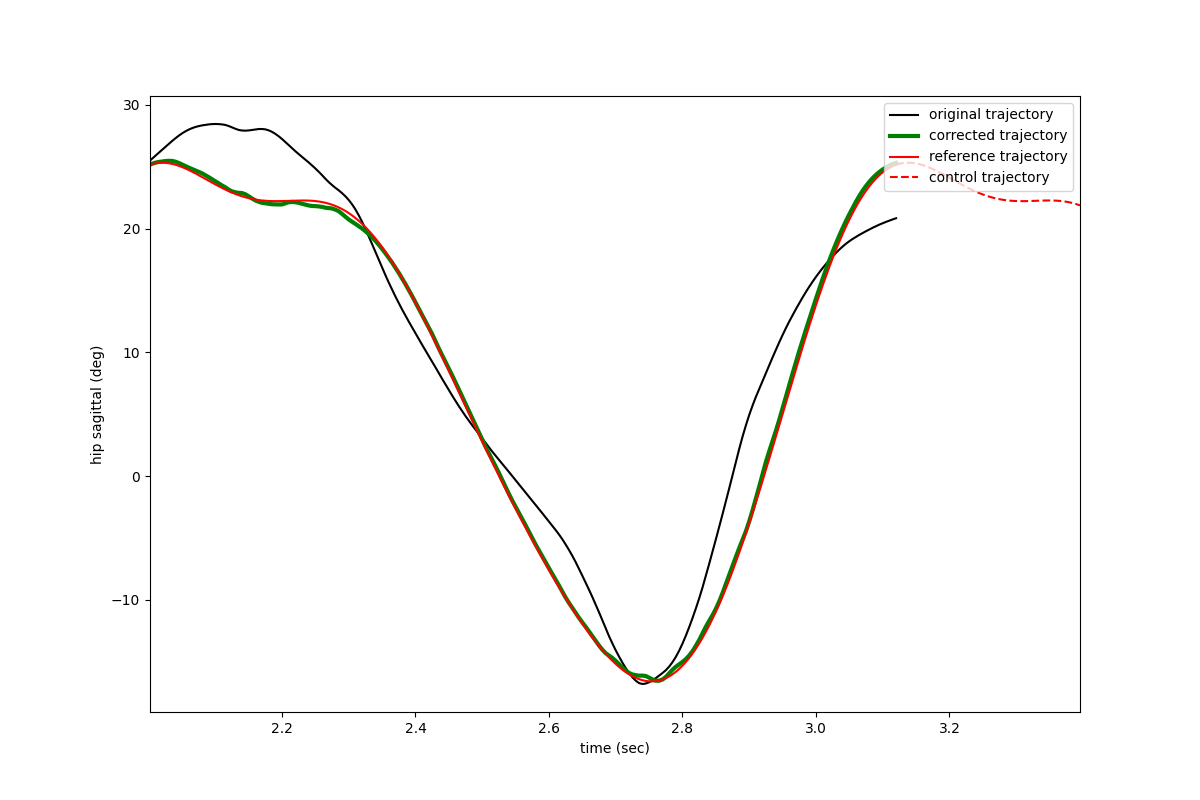 30
20
10
0
−10
hip sagittal (deg)
original trajectory
corrected trajectory
reference trajectory
control trajectory
2.2 2.4 2.6 2.8 3.0 3.2
time (sec)